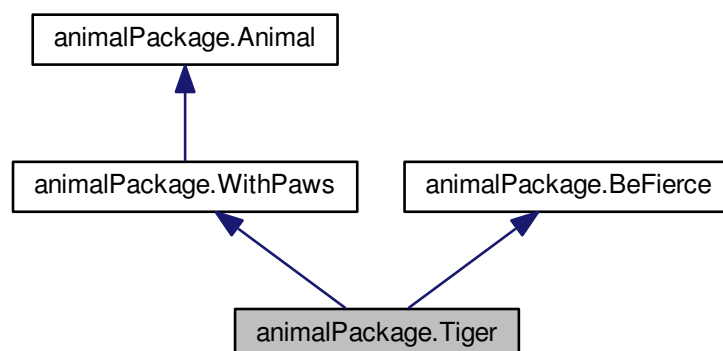 animalPackage.Animal
animalPackage.WithPaws
animalPackage.BeFierce
animalPackage.Tiger